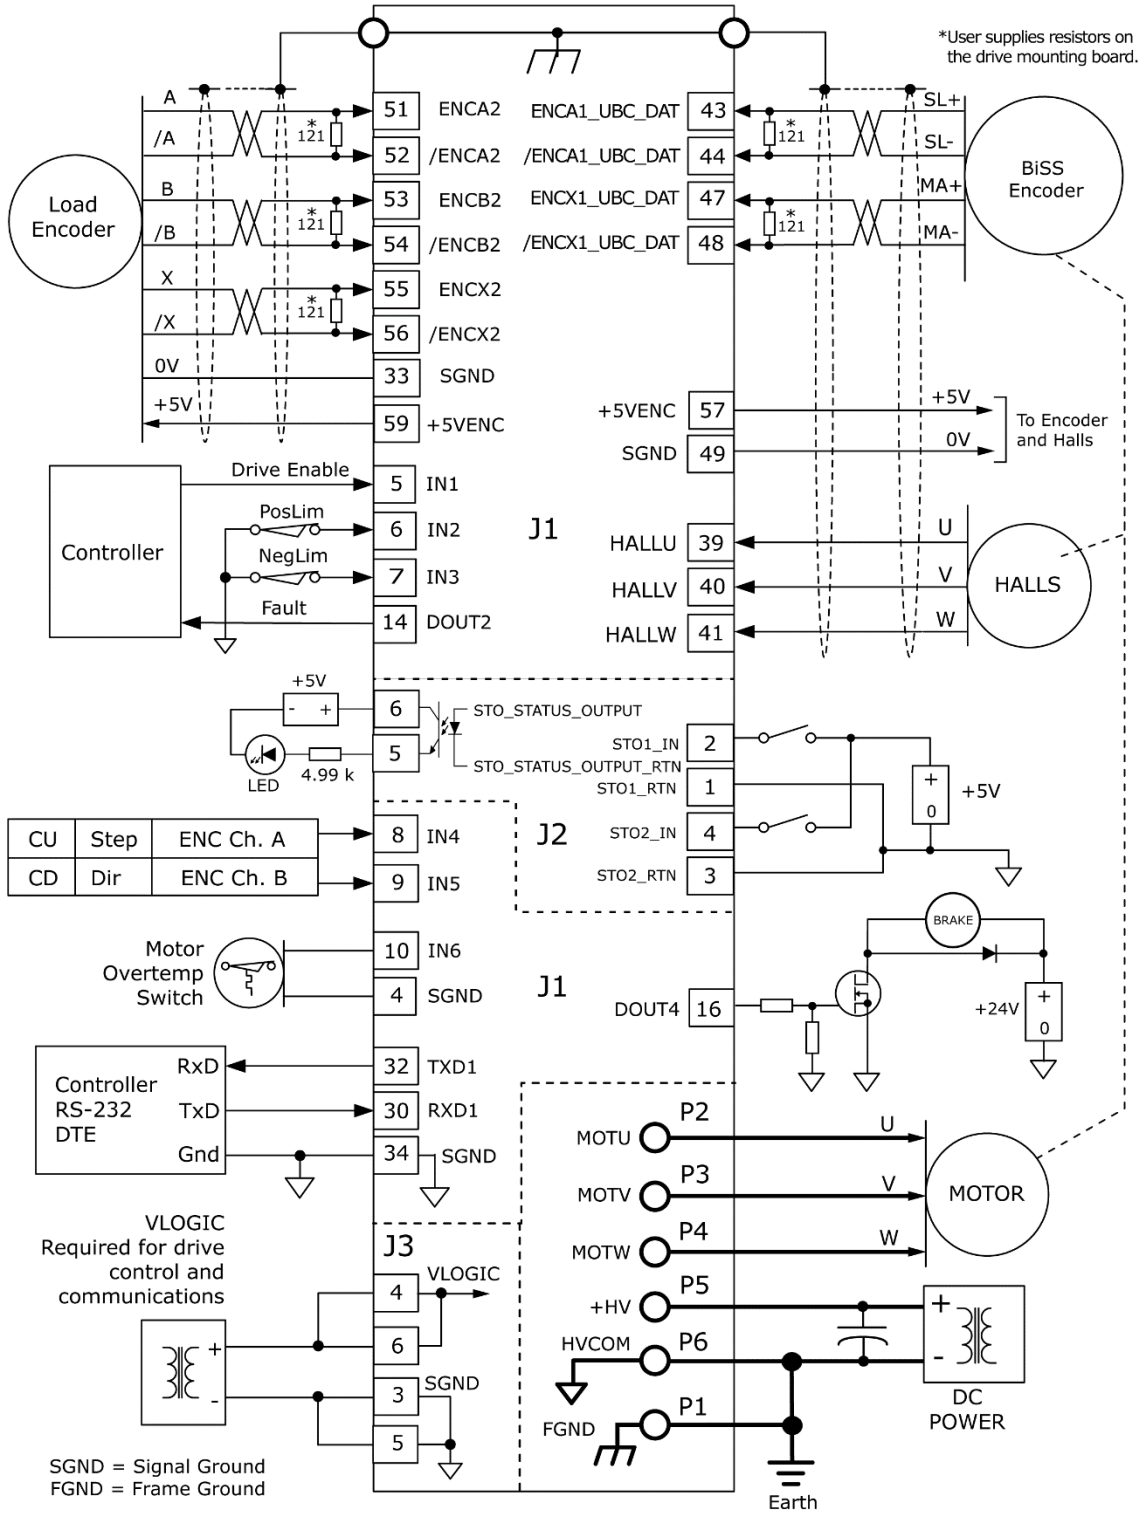 *User supplies resistors on
the drive mounting board.
A
/A
B
/B
X
/X
0V
+5V
Load
Encoder
*
121
*
121
*
121
51 ENCA2
52 /ENCA2
53 ENCB2
54 /ENCB2
55 ENCX2
56 /ENCX2
33 SGND
59 +5VENC
ENCA1_UBC_DAT 43
/ENCA1_UBC_DAT 44
ENCX1_UBC_DAT 47
/ENCX1_UBC_DAT 48
*
121
*
121
SL+
SL-
MA+
MA-
BiSS
Encoder
+5VENC 57
SGND 49
+5V
0V
To Encoder
and Halls
Controller
Drive Enable
PosLim
NegLim
Fault
5 IN1
6 IN2
7 IN3
14 DOUT2
J1
HALLU 39
HALLV 40
HALLW 41
U
V
W
HALLS
+5V
- +
LED
4.99 k
6
5
STO_STATUS_OUTPUT
STO_STATUS_OUTPUT_RTN
STO1_IN 2
STO1_RTN 1
STO2_IN 4
STO2_RTN 3
+
0
+5V
J2
CU Step ENC Ch. A
CD Dir ENC Ch. B
8 IN4
9 IN5
Motor
Overtemp
Switch
10 IN6
4 SGND
J1
DOUT4 16
BRAKE
+24V
+
0
Controller
RS-232
DTE
RxD
TxD
Gnd
32 TXD1
30 RXD1
34 SGND
MOTU P2
MOTV P3
MOTW P4
U
V
W
MOTOR
VLOGIC
Required for drive
control and
communications
+
-
J3
4
6
3
5
VLOGIC
SGND
+HV P5
HVCOM P6
FGND P1
+
-
DC
POWER
Earth
SGND = Signal Ground
FGND = Frame Ground